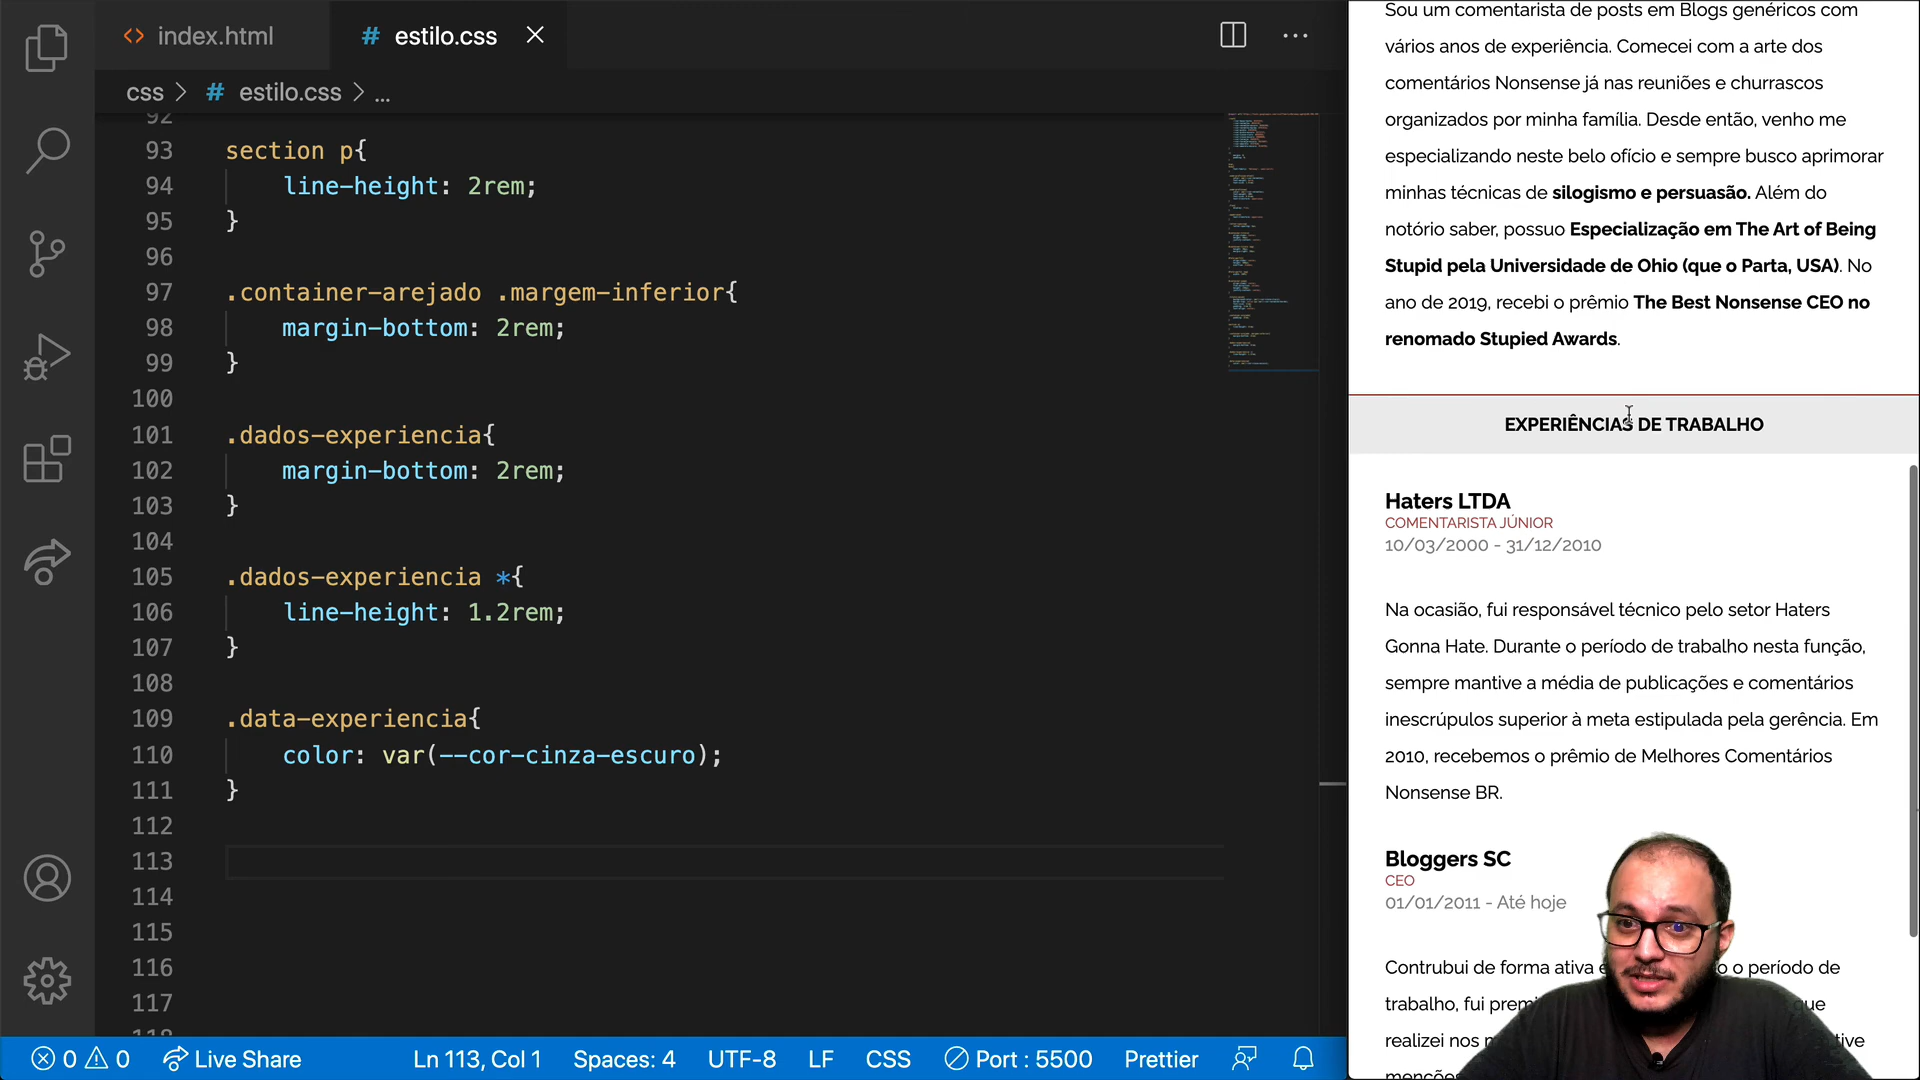 <> index.html
# estilo.css
css > # estilo.css > ...
92
93 section p{
94 line-height: 2rem;
95 }
96
97 .container-arejado .margem-inferior{
98 margin-bottom: 2rem;
99 }
100
101 .dados-experiencia{
102 margin-bottom: 2rem;
103 }
104
105 .dados-experiencia *{
106 line-height: 1.2rem;
107 }
108
109 .data-experiencia{
110 color: var(--cor-cinza-escuro);
111 }
112
113
114
115
116
117
118
0 0 Live Share Ln 113, Col 1 Spaces: 4 UTF-8 LF CSS Port : 5500 Prettier
Sou um comentarista de posts em Blogs genéricos com
vários anos de experiência. Comecei com a arte dos
comentários Nonsense já nas reuniões e churrascos
organizados por minha família. Desde então, venho me
especializando neste belo ofício e sempre busco aprimorar
minhas técnicas de silogismo e persuasão. Além do
notório saber, possuo Especialização em The Art of Being
Stupid pela Universidade de Ohio (que o Parta, USA). No
ano de 2019, recebi o prêmio The Best Nonsense CEO no
renomado Stupied Awards.
EXPERIÊNCIAS DE TRABALHO
Haters LTDA
COMENTARISTA JÚNIOR
10/03/2000 - 31/12/2010
Na ocasião, fui responsável técnico pelo setor Haters
Gonna Hate. Durante o período de trabalho nesta função,
sempre mantive a média de publicações e comentários
inescrúpulos superior à meta estipulada pela gerência. Em
2010, recebemos o prêmio de Melhores Comentários
Nonsense BR.
Bloggers SC
CEO
01/01/2011 - Até hoje
Contrubui de forma ativa o período de
trabalho, fui que
realizei nos
menções